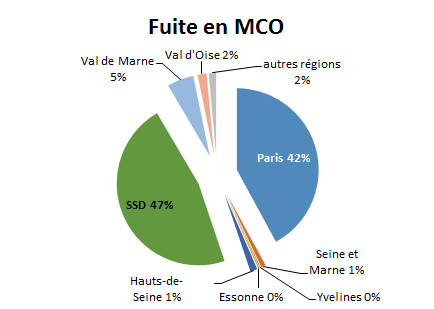 Fuite en MCO
Val d'Oise 2%
Val de Marne
5%
autres régions
2%
Paris 42%
SSD 47%
Seine et
Marne 1%
Hauts-de-
Seine 1%
Essonne 0%
Yvelines 0%